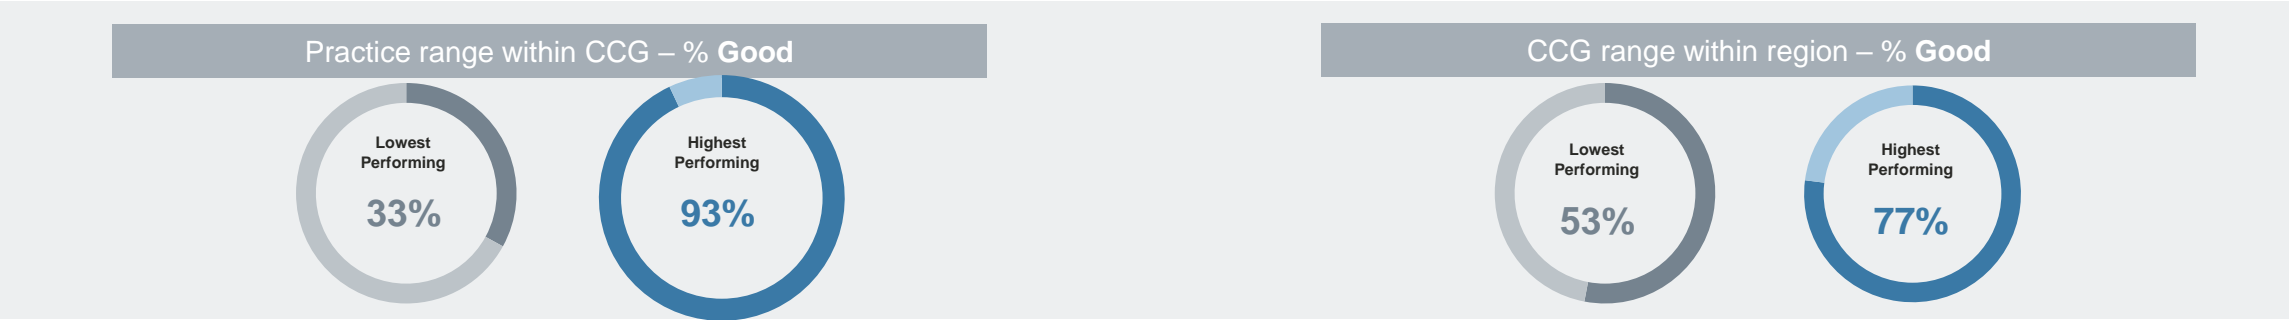 Practice range within CCG – % Good
Lowest
Performing
33%
Highest
Performing
93%
CCG range within region – % Good
Lowest
Performing
53%
Highest
Performing
77%